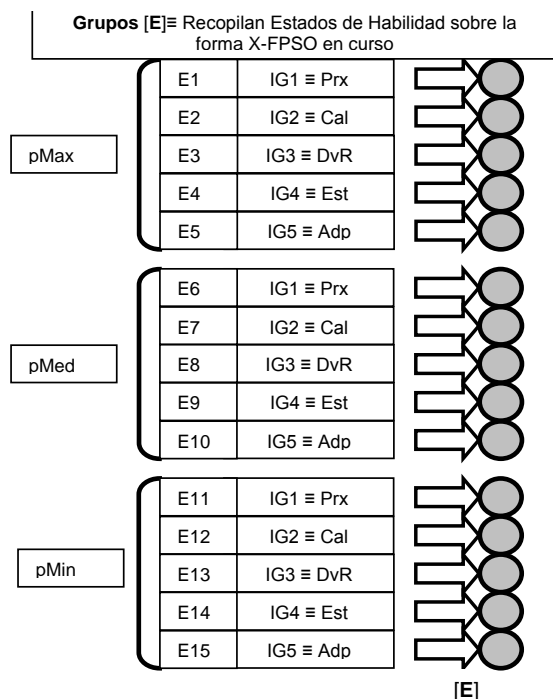 Grupos [E]≡ Recopilan Estados de Habilidad sobre la
forma X-FPSO en curso
pMax
E1 IG1 ≡ Prx
E2 IG2 ≡ Cal
E3 IG3 ≡ DvR
E4 IG4 ≡ Est
E5 IG5 ≡ Adp
pMed
E6 IG1 ≡ Prx
E7 IG2 ≡ Cal
E8 IG3 ≡ DvR
E9 IG4 ≡ Est
E10 IG5 ≡ Adp
pMin
E11 IG1 ≡ Prx
E12 IG2 ≡ Cal
E13 IG3 ≡ DvR
E14 IG4 ≡ Est
E15 IG5 ≡ Adp
[E]